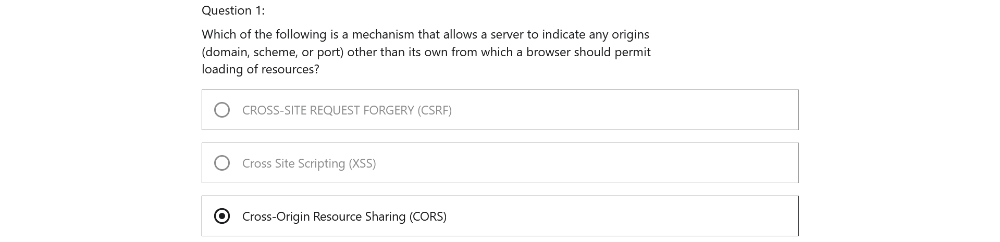 Question 1:
Which of the following is a mechanism that allows a server to indicate any origins
(domain, scheme, or port) other than its own from which a browser should permit
loading of resources?
CROSS-SITE REQUEST FORGERY (CSRF)
Cross Site Scripting (XSS)
Cross-Origin Resource Sharing (CORS)